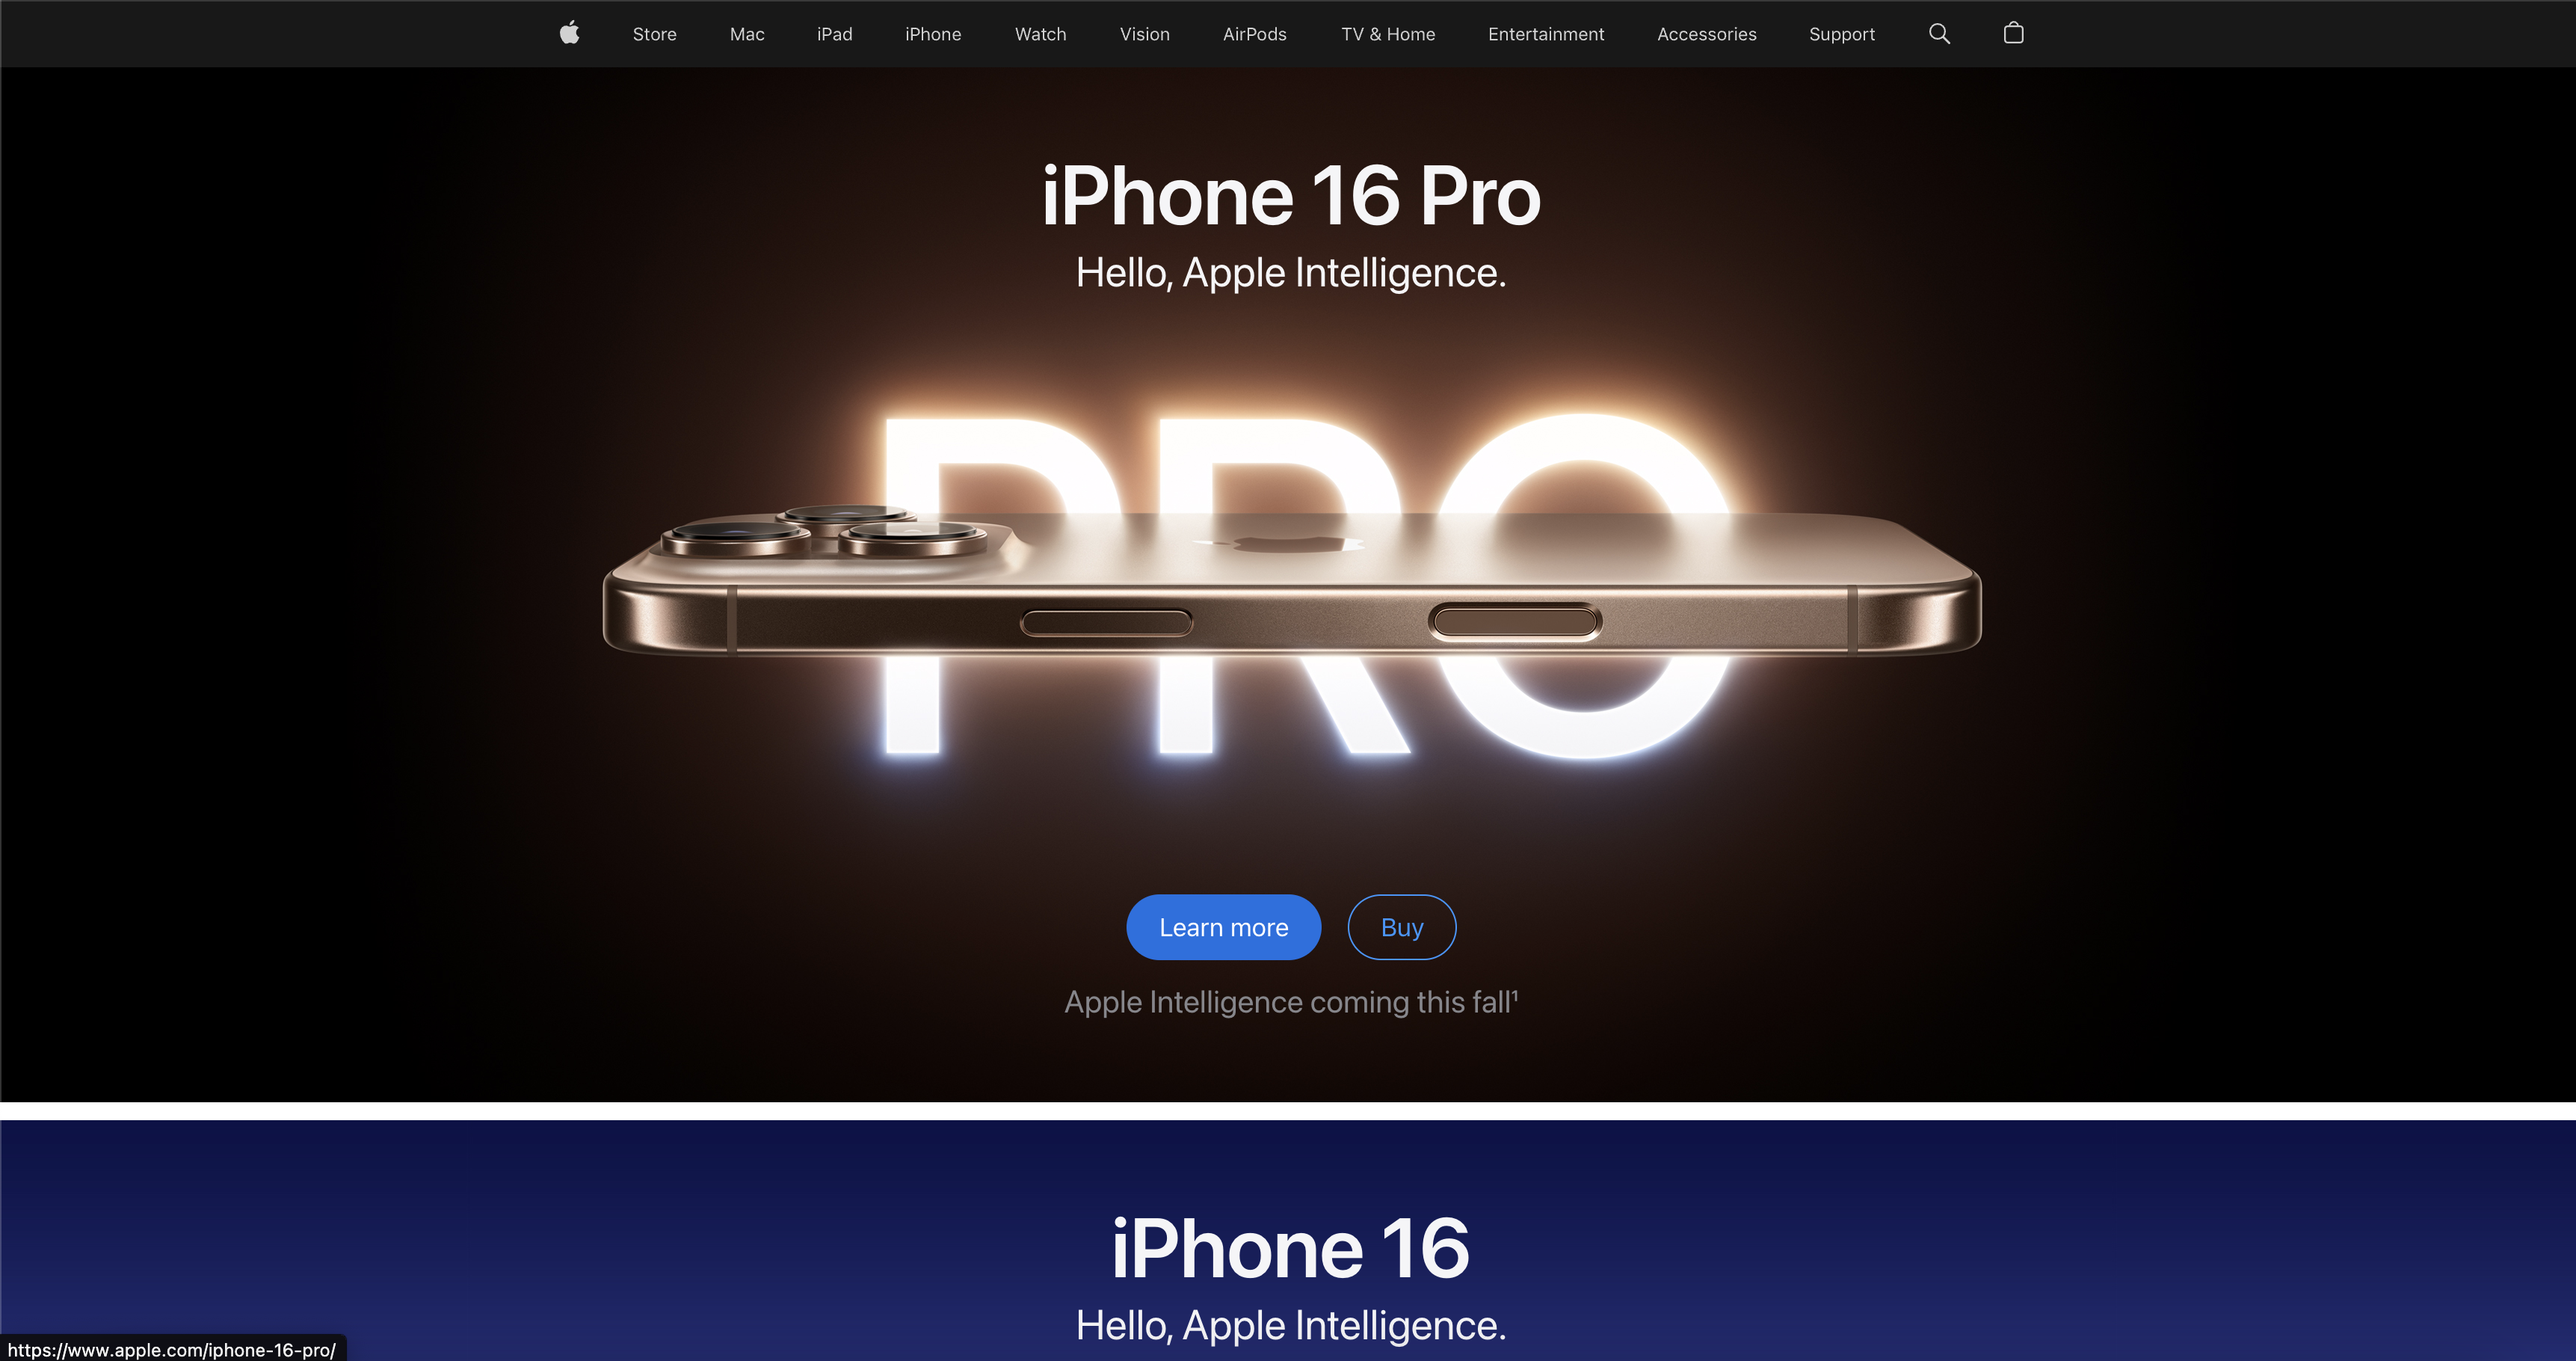 Store Mac iPad iPhone Watch Vision AirPods TV & Home Entertainment Accessories Support
iPhone 16 Pro
Hello, Apple Intelligence.
PRO
Learn more Buy
Apple Intelligence coming this fall¹
iPhone 16
Hello, Apple Intelligence.
https://www.apple.com/iphone-16-pro/